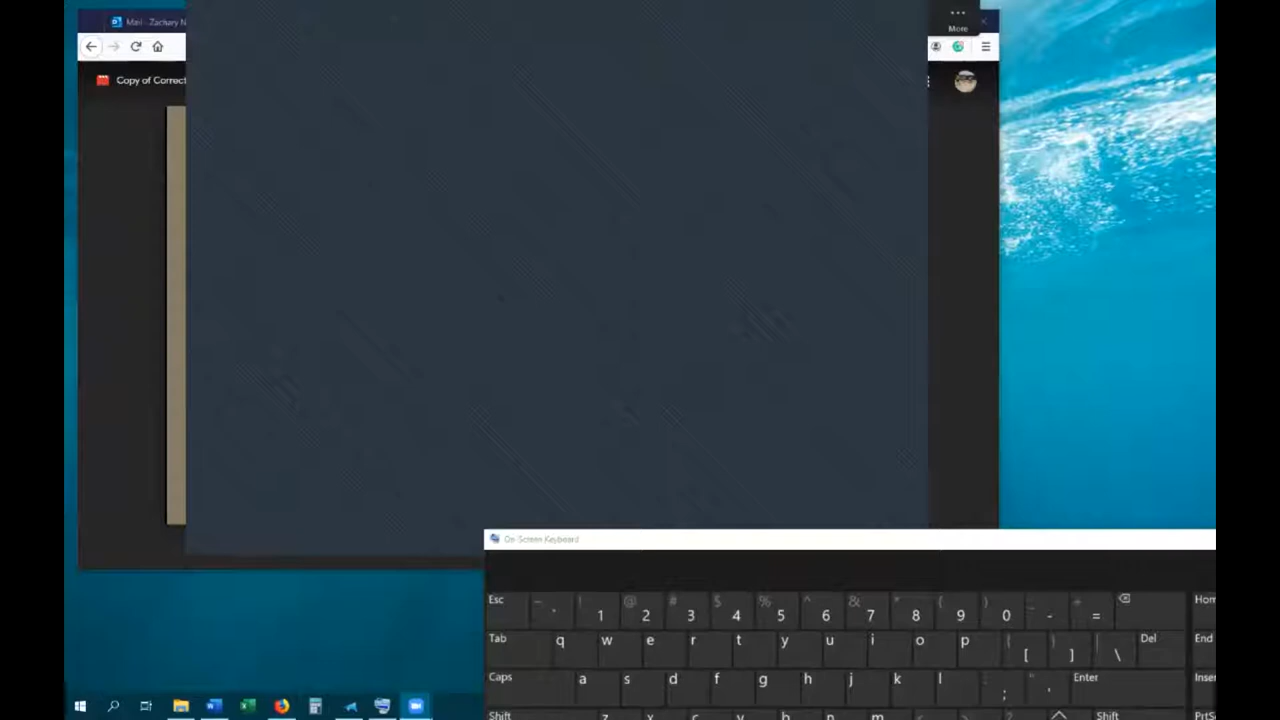 Mail - Zachary N
More
Copy of Correct
On-Screen Keyboard
Esc ~ ` ! 1 @ 2 # 3 $ 4 % 5 ^ 6 & 7 * 8 ( 9 ) 0 _ - + = Hom
Tab q w e r t y u i o p { [ } ] | \ Del End
Caps a s d f g h j k l : ; " ' Enter Inser
Shift z x c v b n m < > ? Shift PrtS